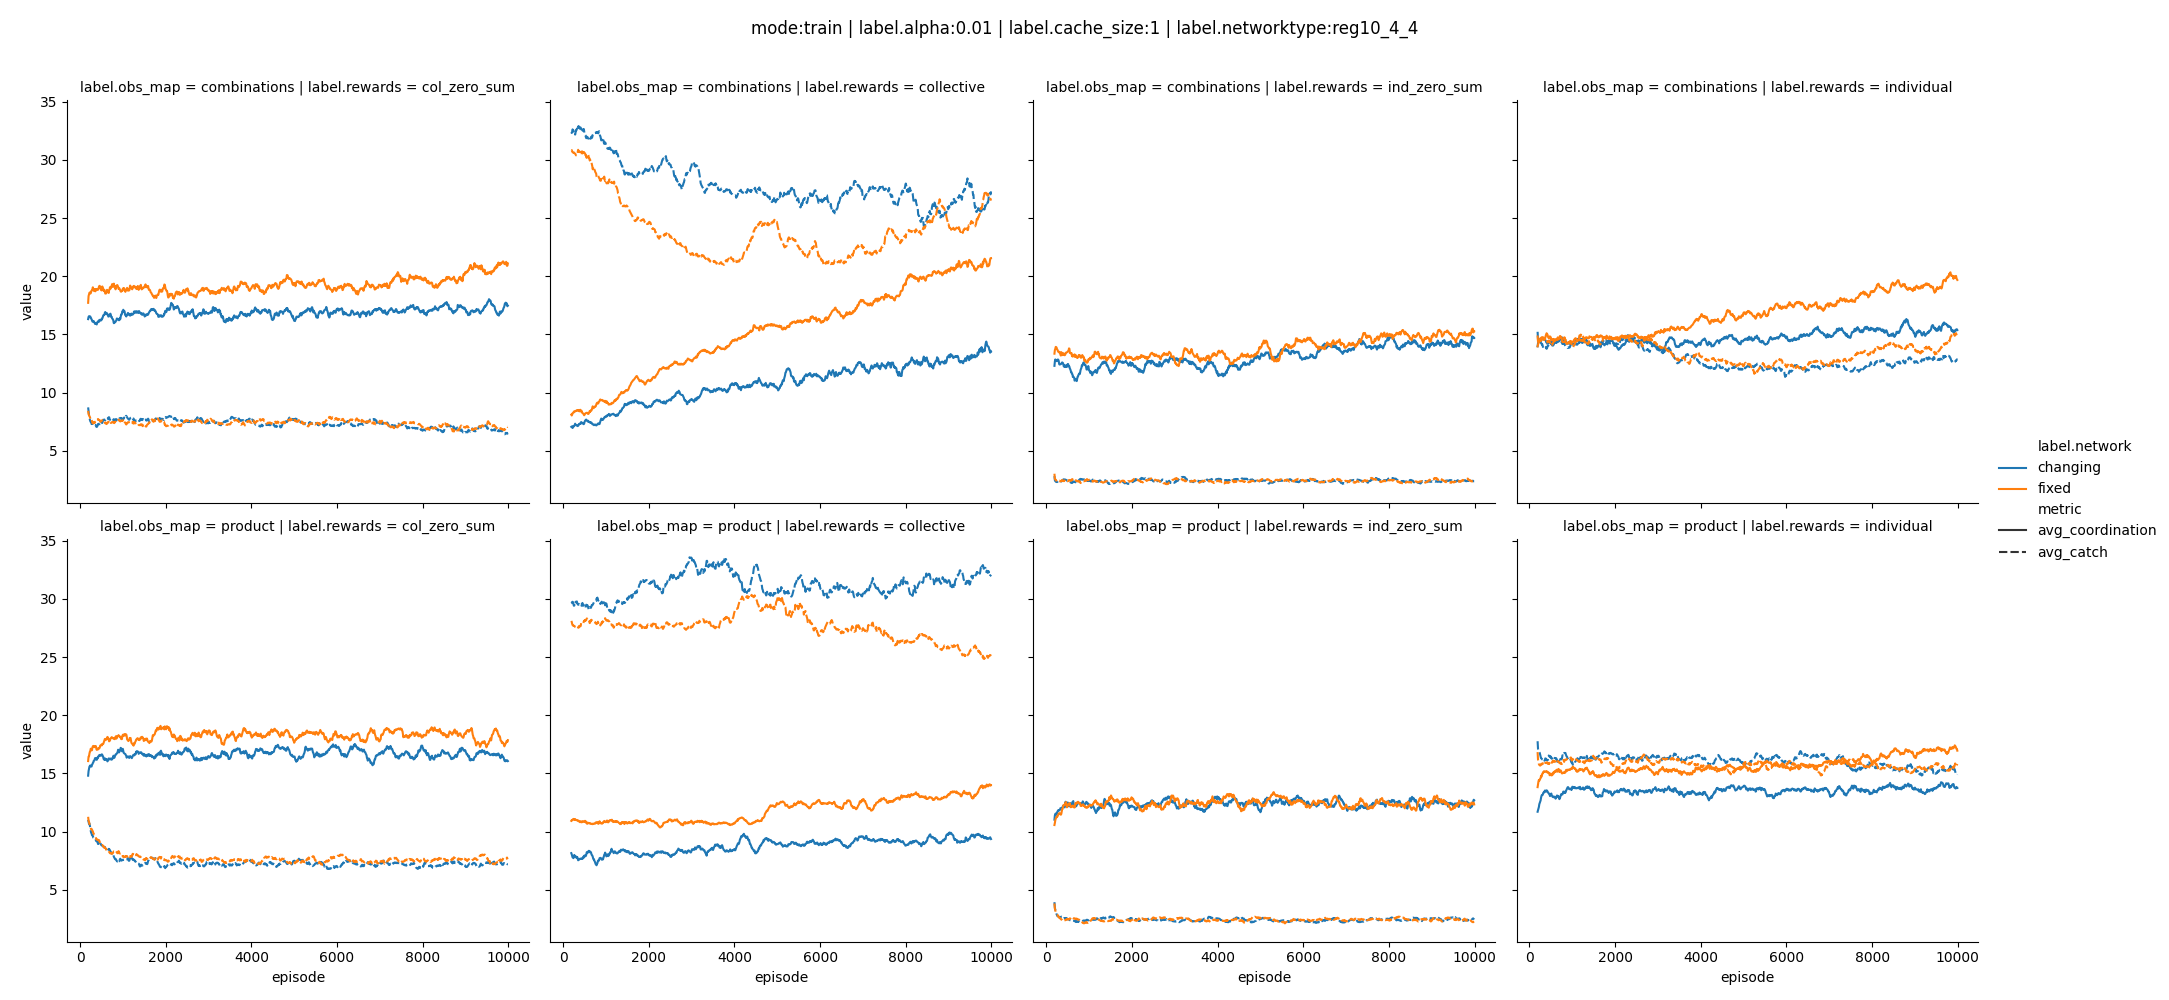 mode:train | label.alpha:0.01 | label.cache_size:1 | label.networktype:reg10_4_4
label.obs_map = combinations | label.rewards = col_zero_sum
label.obs_map = combinations | label.rewards = collective
label.obs_map = combinations | label.rewards = ind_zero_sum
label.obs_map = combinations | label.rewards = individual
35
30
25
20
15
10
5
value
label.network
changing
fixed
metric
avg_coordination
avg_catch
label.obs_map = product | label.rewards = col_zero_sum
label.obs_map = product | label.rewards = collective
label.obs_map = product | label.rewards = ind_zero_sum
label.obs_map = product | label.rewards = individual
35
30
25
20
15
10
5
value
0 2000 4000 6000 8000 10000
0 2000 4000 6000 8000 10000
0 2000 4000 6000 8000 10000
0 2000 4000 6000 8000 10000
episode
episode
episode
episode